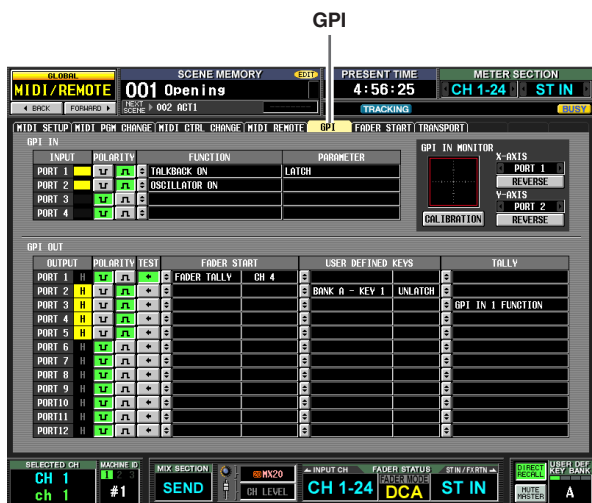 GPI
GLOBAL
MIDI/REMOTE
BACK FORWARD
SCENE MEMORY EDIT
001 Opening
NEXT SCENE 002 ACT1
PRESENT TIME
4:56:25
TRACKING
METER SECTION
CH 1-24 ST IN
BUSY
MIDI SETUP MIDI PGM CHANGE MIDI CTRL CHANGE MIDI REMOTE GPI FADER START TRANSPORT
GPI IN
INPUT POLARITY FUNCTION PARAMETER
PORT 1 TALKBACK ON LATCH
PORT 2 OSCILLATOR ON
PORT 3
PORT 4
GPI IN MONITOR
X-AXIS
PORT 1
REVERSE
Y-AXIS
PORT 2
CALIBRATION REVERSE
GPI OUT
OUTPUT POLARITY TEST FADER START USER DEFINED KEYS TALLY
PORT 1 H FADER TALLY CH 4
PORT 2 H BANK A - KEY 1 UNLATCH
PORT 3 H GPI IN 1 FUNCTION
PORT 4 H
PORT 5 H
PORT 6 H
PORT 7 H
PORT 8 H
PORT 9 H
PORT10 H
PORT11 H
PORT12 H
SELECTED CH
CH 1
ch 1
MACHINE ID
1 2 3
#1
MIX SECTION
SEND
MX20
CH LEVEL
INPUT CH FADER STATUS ST IN / FXRTN
CH 1-24
FADER MODE
DCA
ST IN
DIRECT RECALL
MUTE MASTER
USER DEF KEY BANK
A